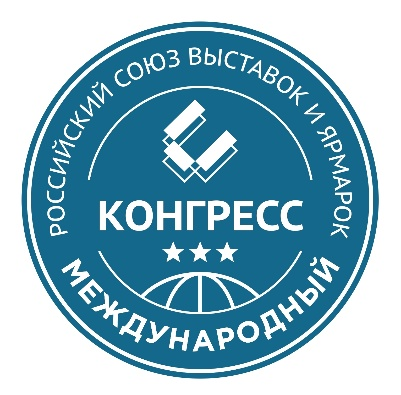 РОССИЙСКИЙ СОЮЗ ВЫСТАВОК И ЯРМАРОК
КОНГРЕСС
МЕЖДУНАРОДНЫЙ